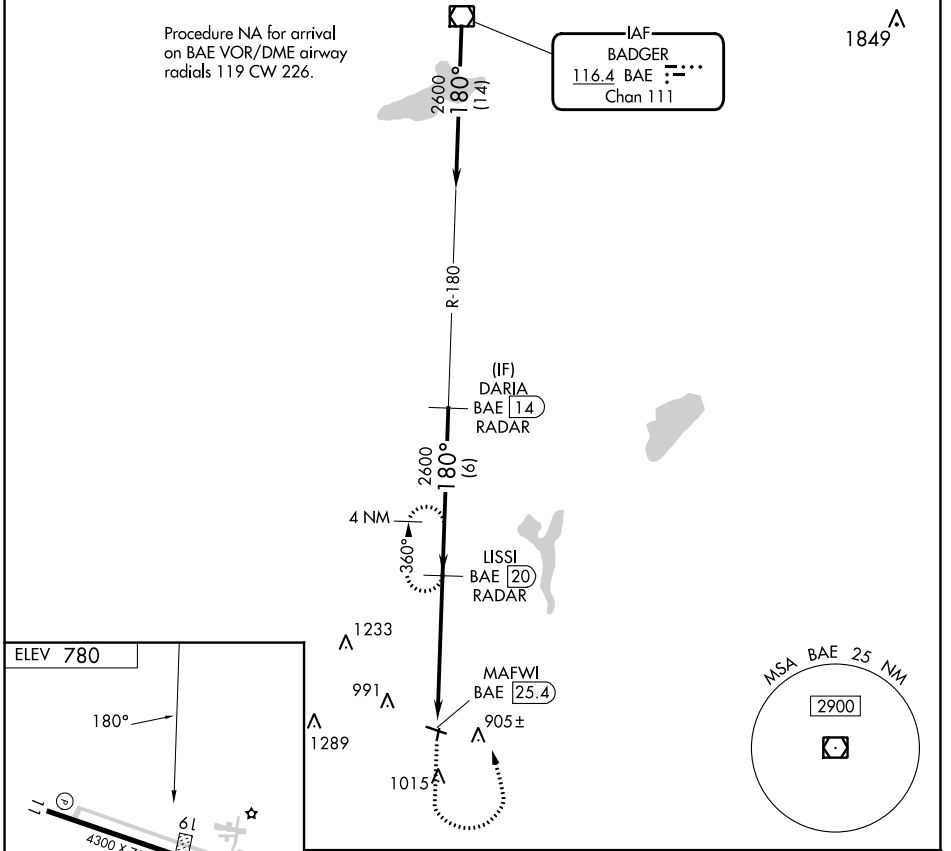 Procedure NA for arrival
on BAE VOR/DME airway
radials 119 CW 226.
IAF
BADGER
116.4 BAE
Chan 111
1849
2600
180°
(14)
R-180
(IF)
DARIA
BAE 14
RADAR
2600
180°
(6)
4 NM
360°
LISSI
BAE 20
RADAR
1233
991
1289
MAFWI
BAE 25.4
905±
1015
MSA BAE 25 NM
2900
ELEV 780
180°
11
P
19
4300 X